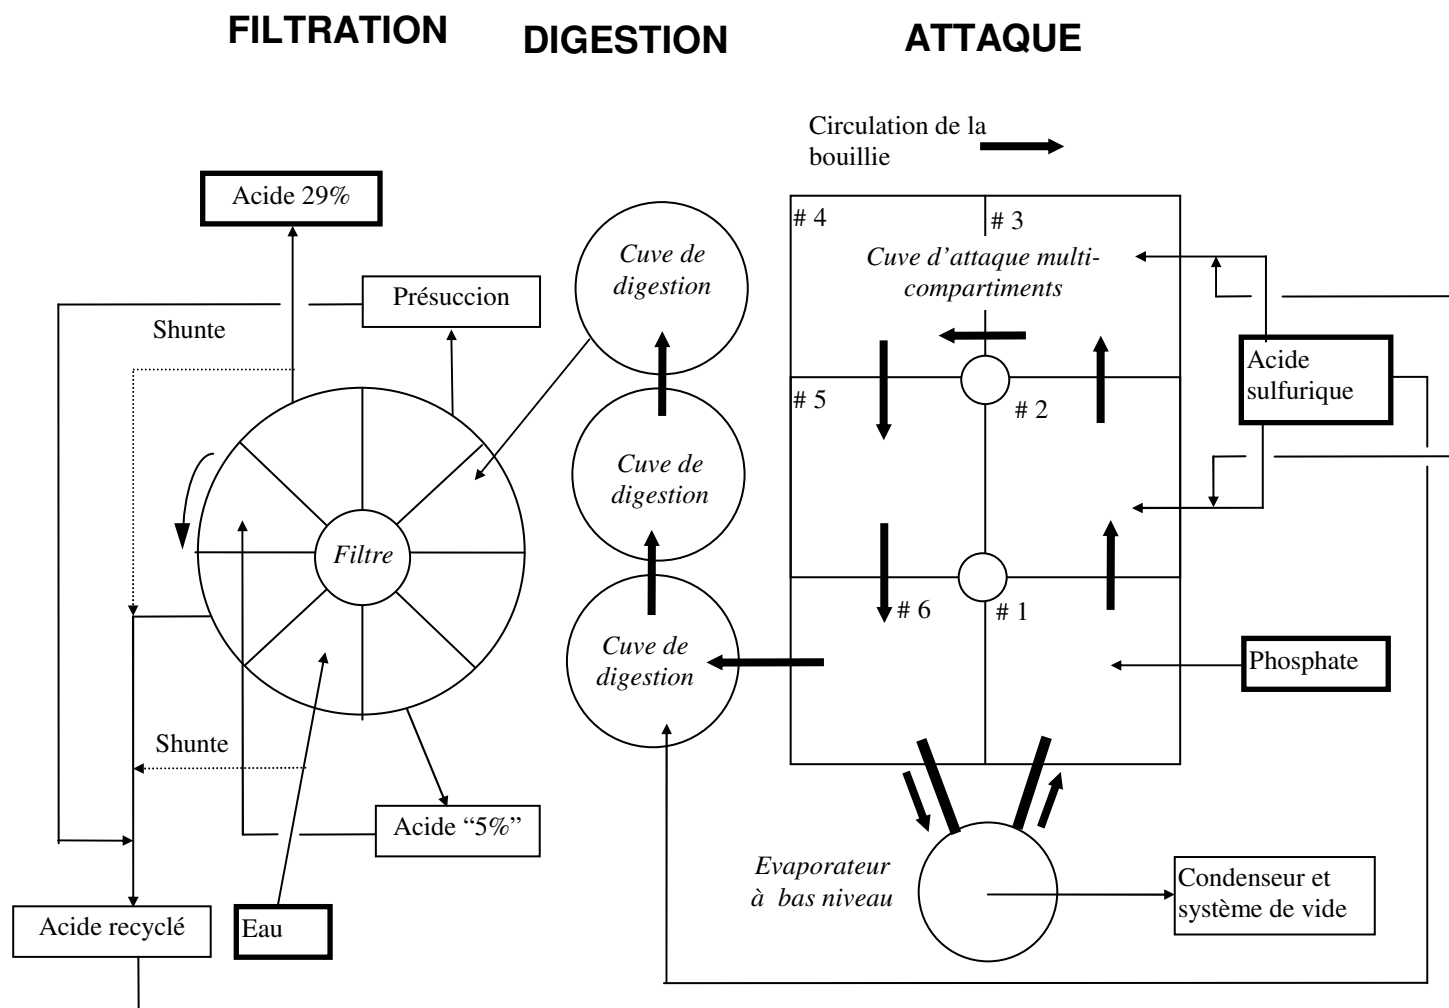 FILTRATION
DIGESTION
ATTAQUE
Circulation de la
bouillie
Acide 29%
Présuccion
Shunte
Filtre
Shunte
Acide “5%”
Acide recyclé
Eau
Cuve de
digestion
Cuve de
digestion
Cuve de
digestion
# 4
# 3
Cuve d’attaque multi-
compartiments
# 5
# 2
# 6
# 1
Acide
sulfurique
Phosphate
Evaporateur
à bas niveau
Condenseur et
système de vide